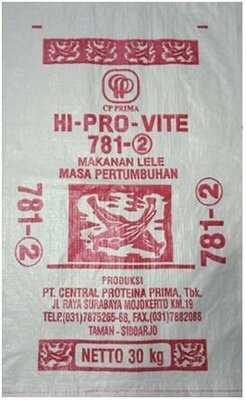 CP PRIMA
HI-PRO-VITE
781-②
MAKANAN LELE
MASA PERTUMBUHAN
781-②
781-②
PRODUKSI
PT. CENTRAL PROTEINA PRIMA, Tbk.
JL. RAYA SURABAYA MOJOKERTO KM.19
TELP.(031)7875265-68, FAX.(031)7882088
TAMAN - SIDOARJO
NETTO 30 kg